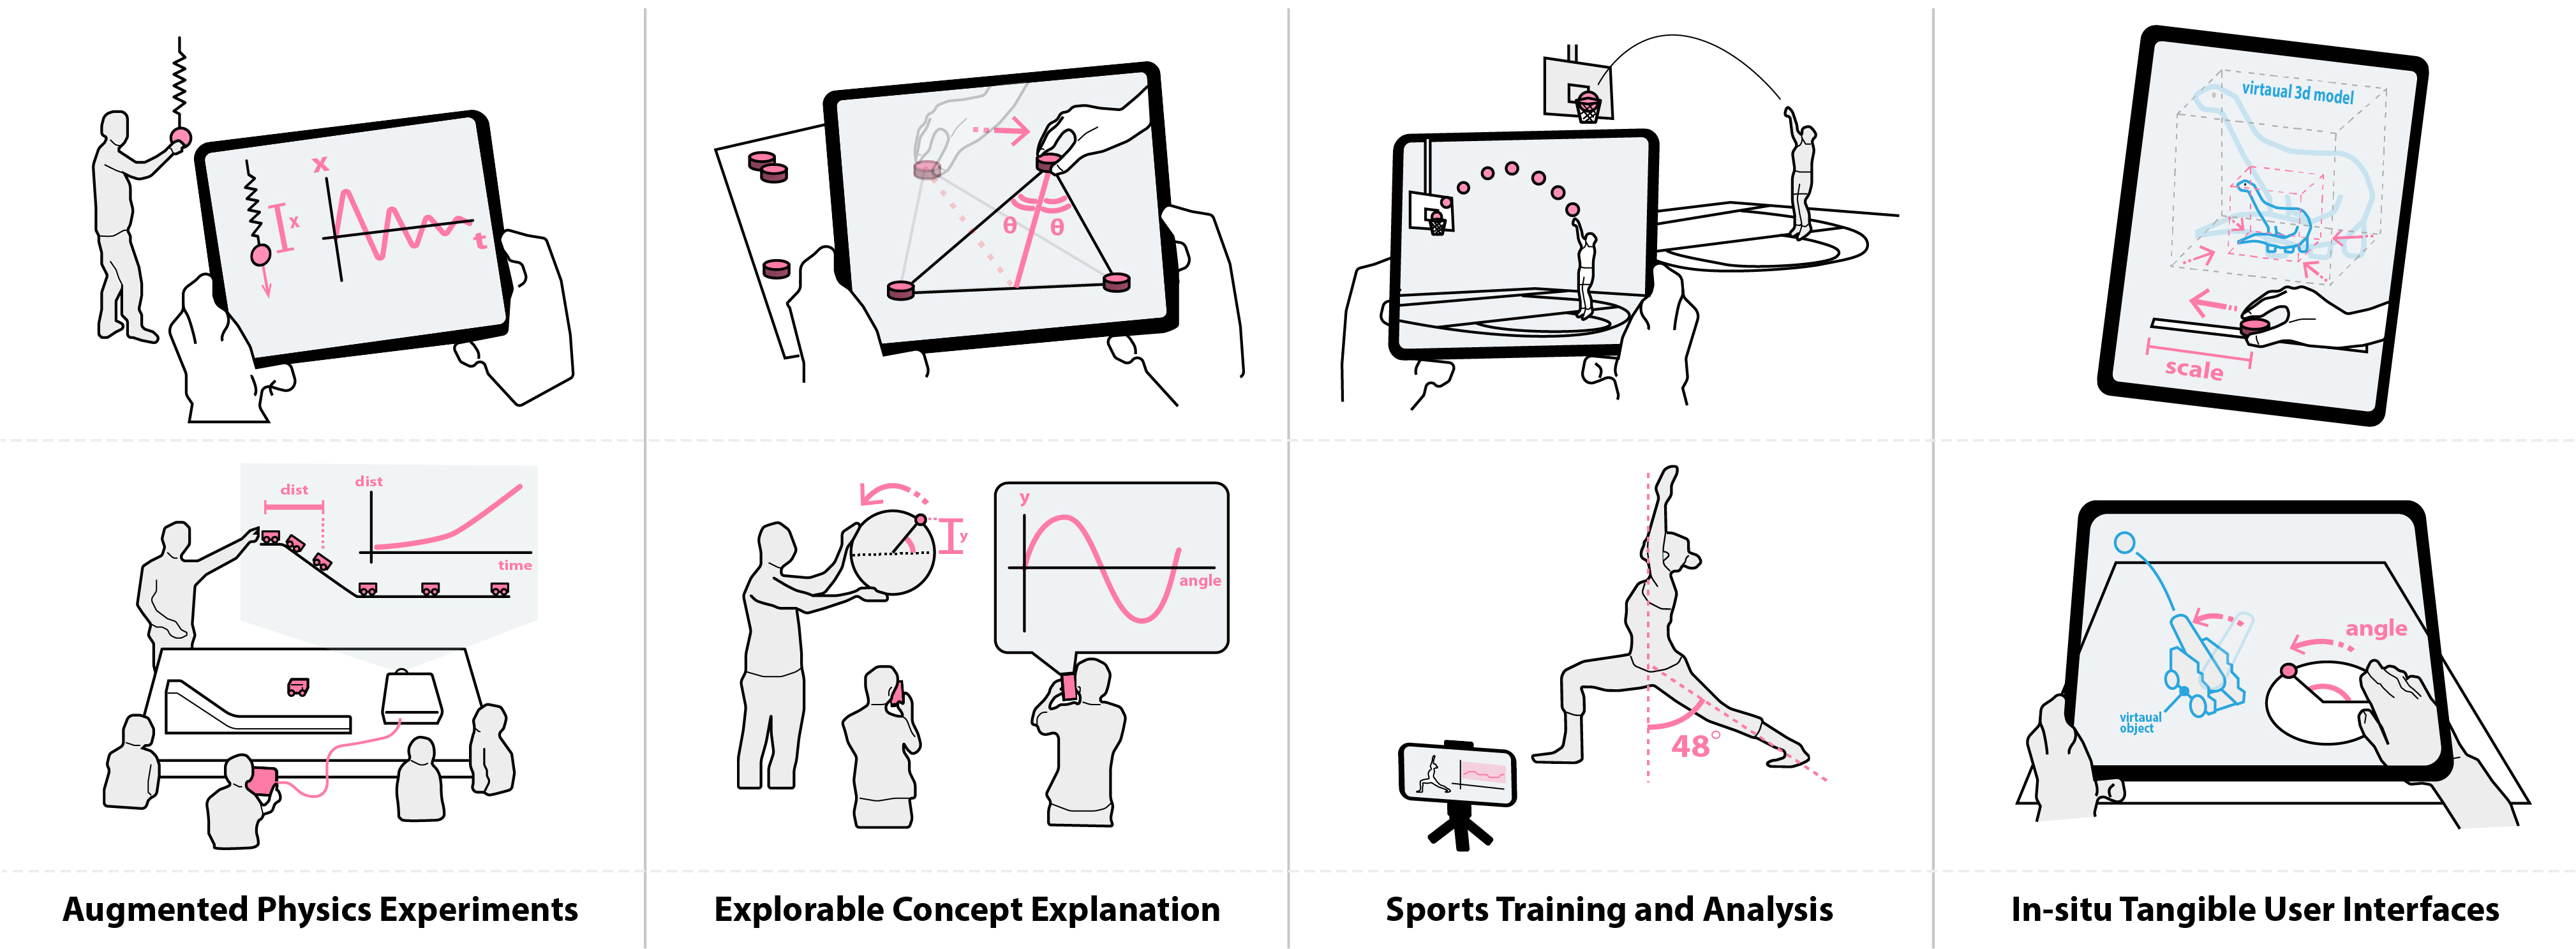 x
x
t
θ
θ
virtaual 3d model
scale
dist
dist
time
y
y
angle
48°
angle
virtaual
object
Augmented Physics Experiments
Explorable Concept Explanation
Sports Training and Analysis
In-situ Tangible User Interfaces